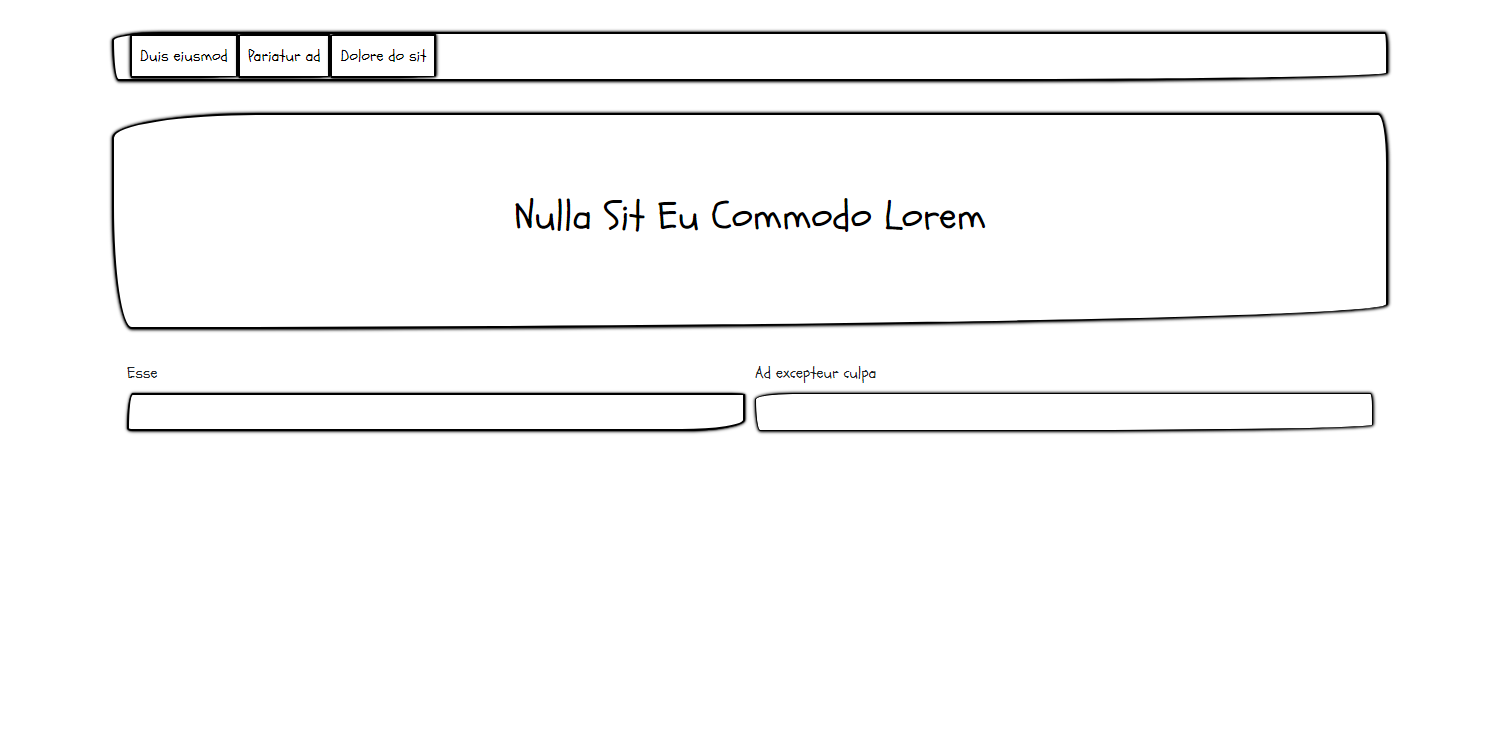 Duis eiusmod Pariatur ad Dolore do sit
Nulla Sit Eu Commodo Lorem
Esse Ad excepteur culpa